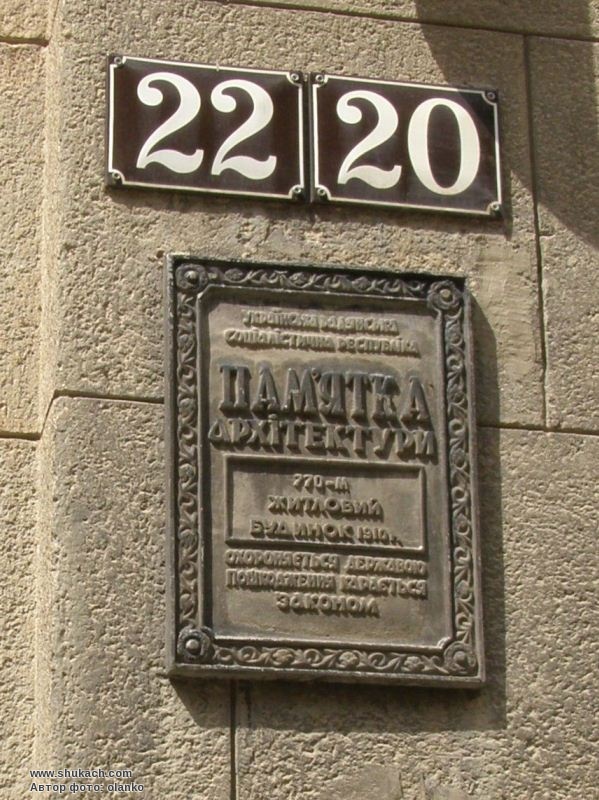 22 20
УКРАЇНСЬКА РАДЯНСЬКА
СОЦІАЛІСТИЧНА РЕСПУБЛІКА
ПАМ'ЯТКА
АРХІТЕКТУРИ
770-М
ЖИТЛОВИЙ
БУДИНОК 1910 р.
ОХОРОНЯЄТЬСЯ ДЕРЖАВОЮ
ПОШКОДЖЕННЯ КАРАЄТЬСЯ
ЗАКОНОМ
www.shukach.com
Автор фото: olanko